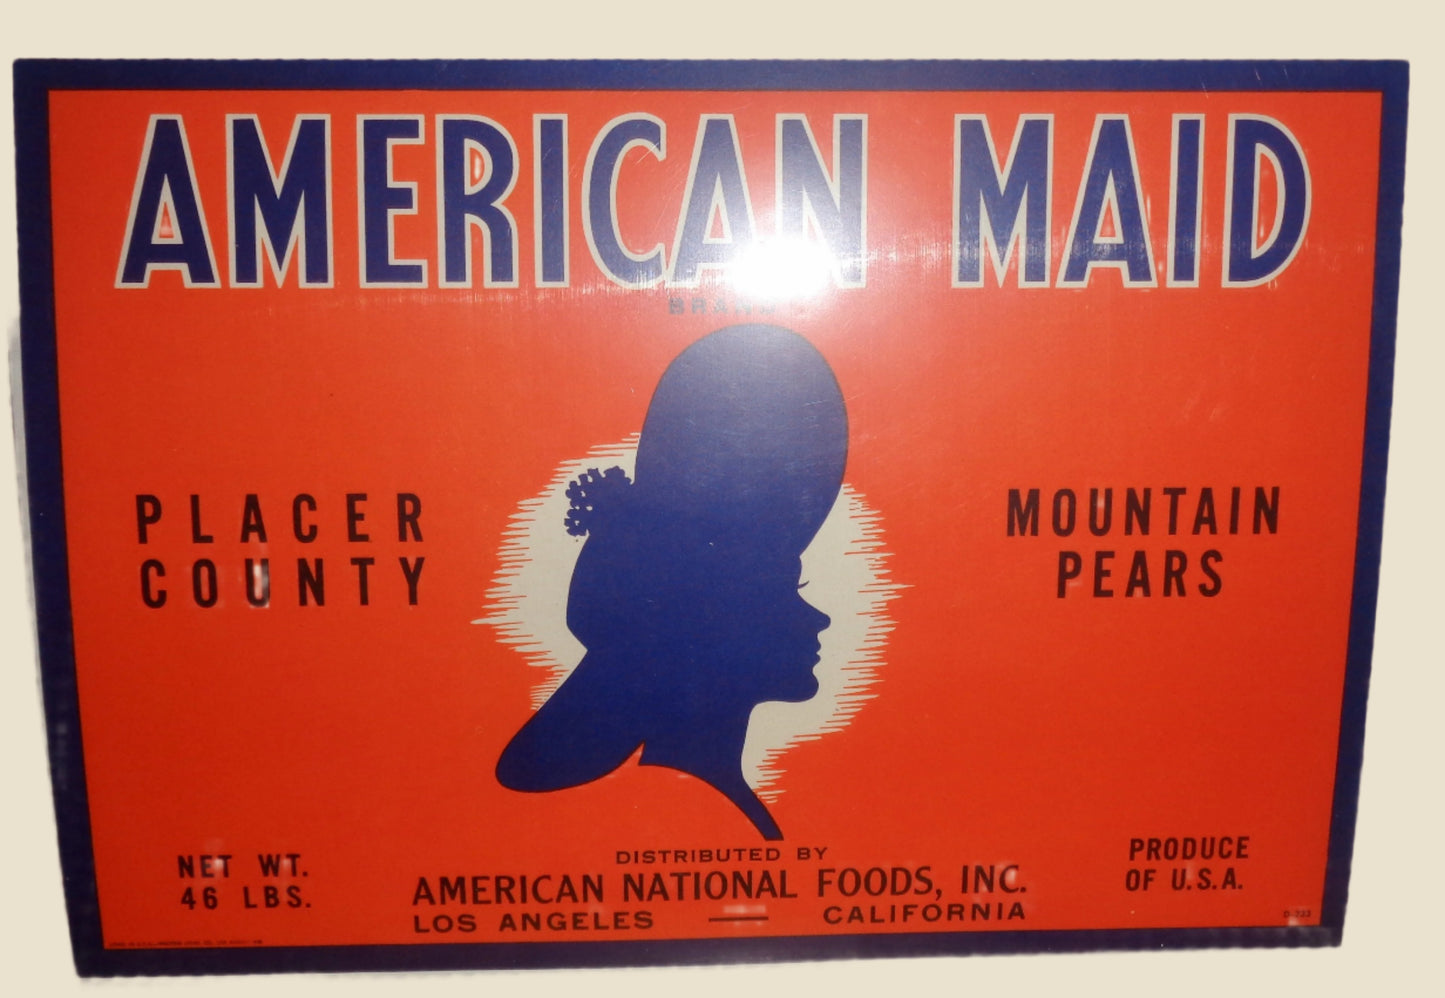 AMERICAN MAID
BRAND
PLACER
COUNTY
MOUNTAIN
PEARS
NET WT.
46 LBS.
DISTRIBUTED BY
AMERICAN NATIONAL FOODS, INC.
LOS ANGELES — CALIFORNIA
PRODUCE
OF U.S.A.